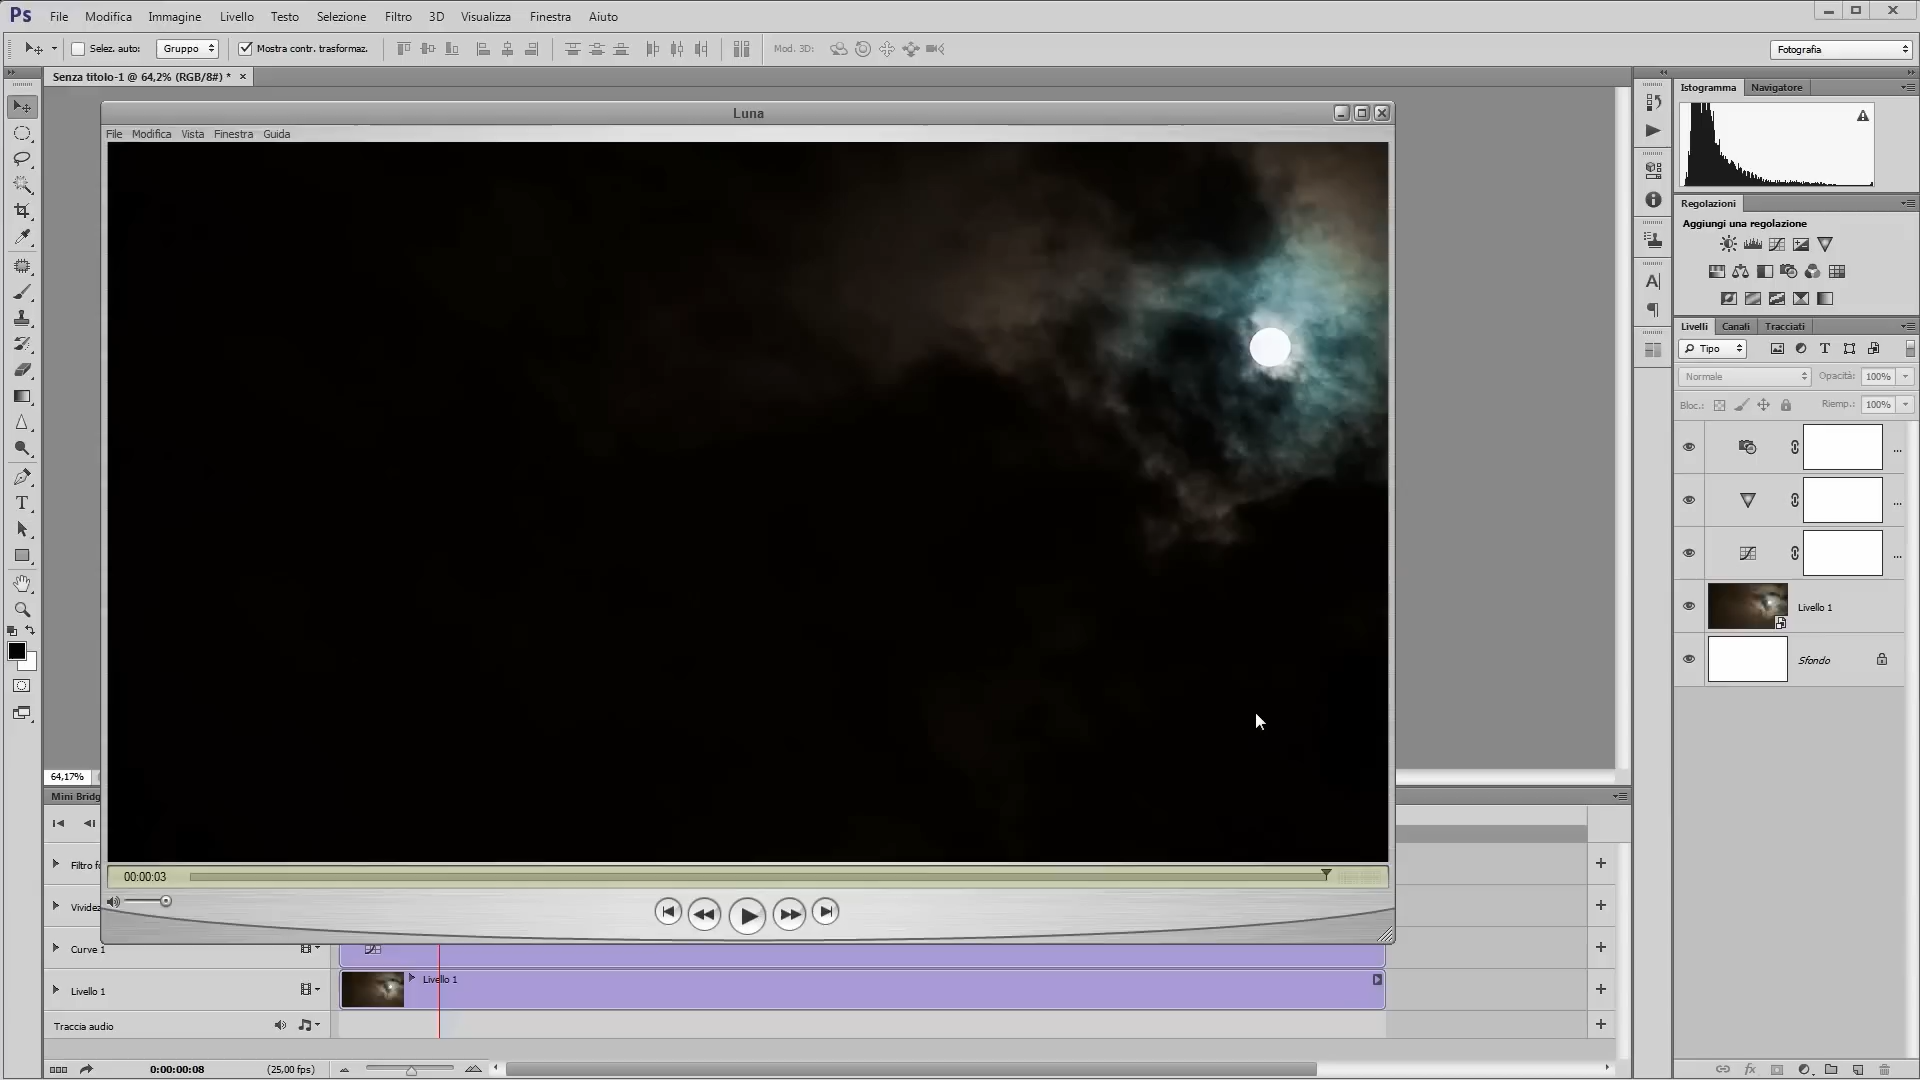 Ps File Modifica Immagine Livello Testo Selezione Filtro 3D Visualizza Finestra Aiuto
Selez. auto: Gruppo Mostra contr. trasformaz. Mod. 3D: Fotografia
Senza titolo-1 @ 64,2% (RGB/8#) *
Istogramma Navigatore
Luna
File Modifica Vista Finestra Guida
Regolazioni
Aggiungi una regolazione
Livelli Canali Tracciati
Tipo
Normale Opacità: 100%
Bloc.: Riemp.: 100%
...
...
...
Livello 1
Sfondo
64,17%
Mini Bridg
Filtro f
00:00:03
Vivide
Curve 1
Livello 1
Livello 1
Traccia audio
0:00:00:08 (25,00 fps)